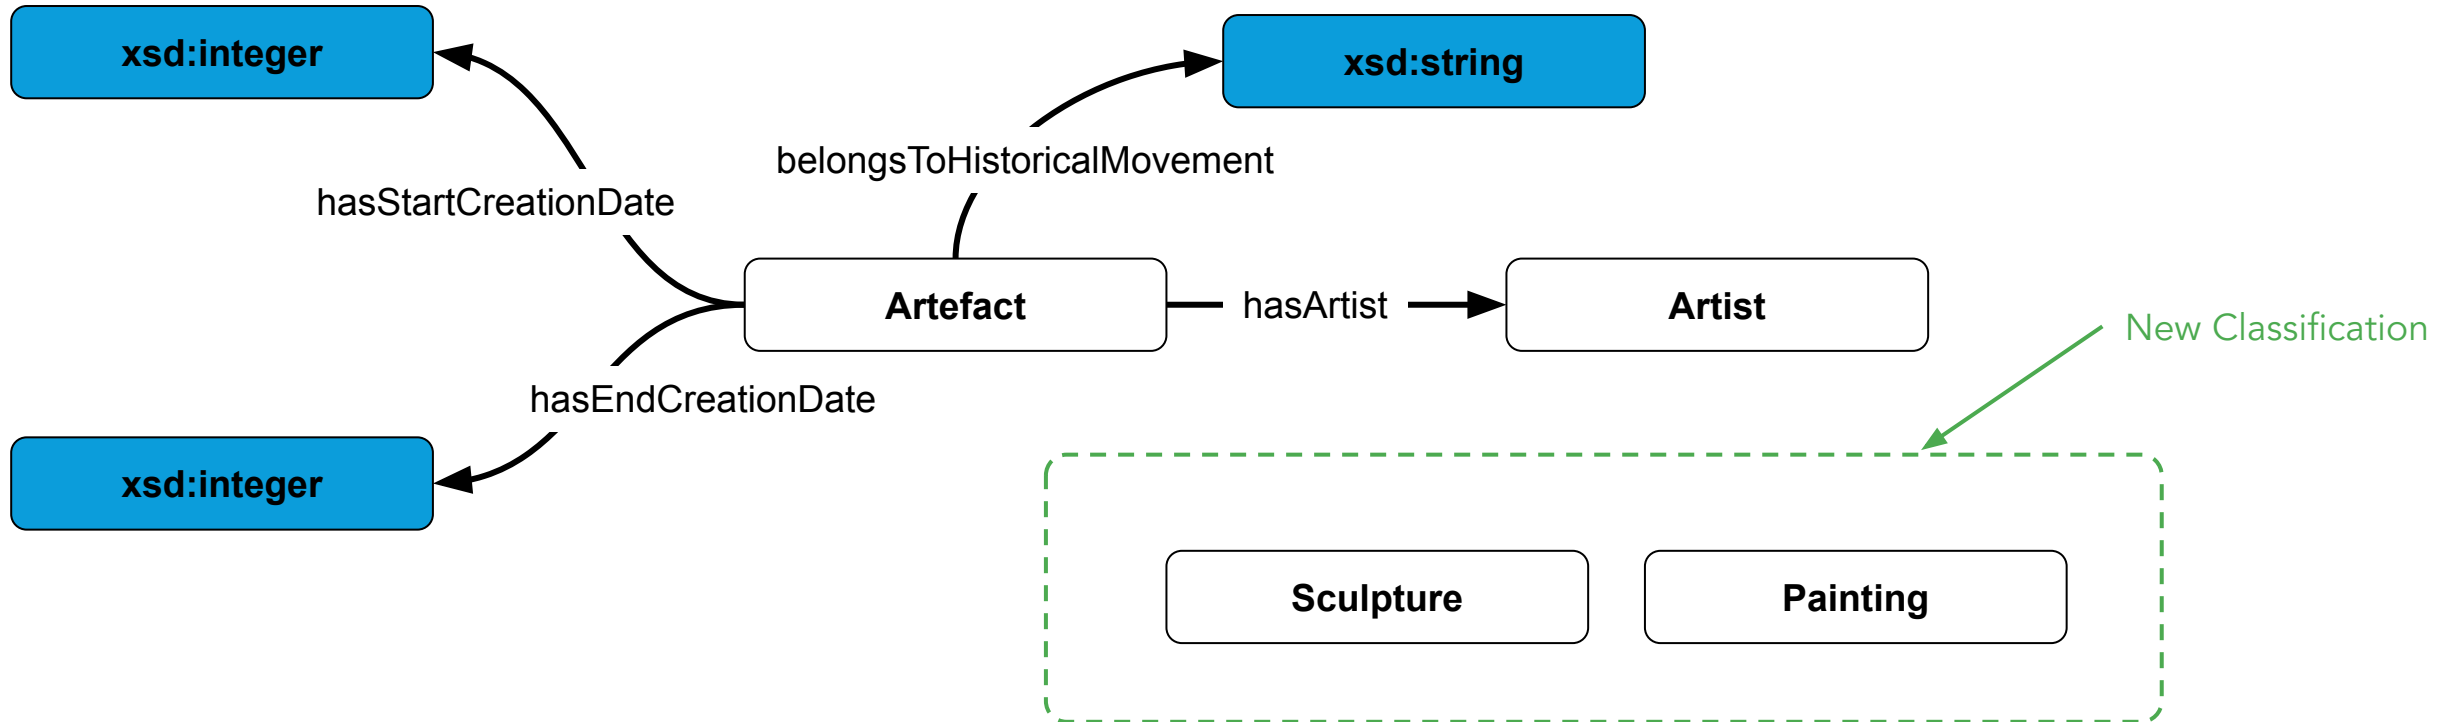 xsd:integer
xsd:string
belongsToHistoricalMovement
hasStartCreationDate
Artefact
hasArtist
Artist
New Classification
hasEndCreationDate
xsd:integer
Sculpture
Painting